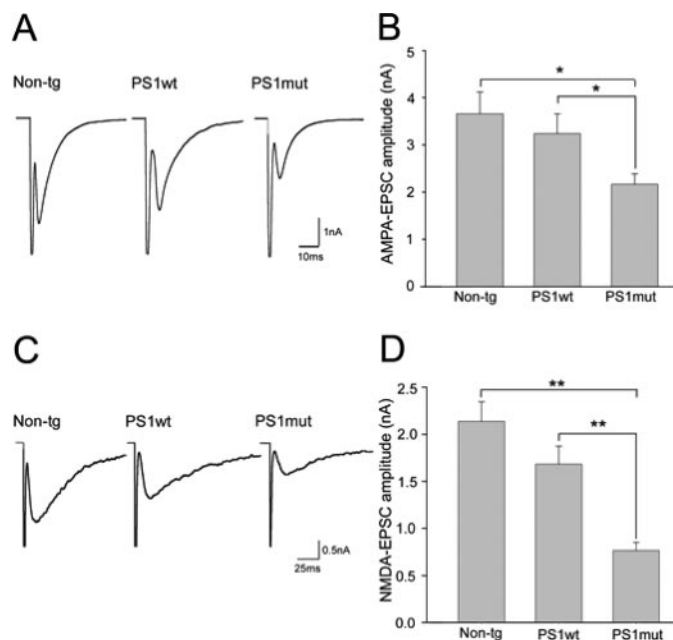 A
Non-tg PS1wt PS1mut
1nA
10ms
B
AMPA-EPSC amplitude (nA)
5
4
3
2
1
0
*
*
Non-tg PS1wt PS1mut
C
Non-tg PS1wt PS1mut
0.5nA
25ms
D
NMDA-EPSC amplitude (nA)
2.5
2.0
1.5
1.0
0.5
0.0
**
**
Non-tg PS1wt PS1mut